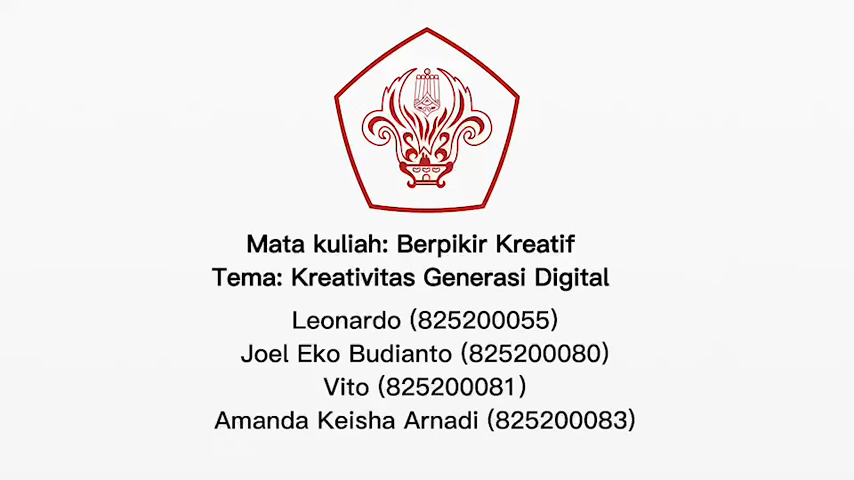 Mata kuliah: Berpikir Kreatif
Tema: Kreativitas Generasi Digital
Leonardo (825200055)
Joel Eko Budianto (825200080)
Vito (825200081)
Amanda Keisha Arnadi (825200083)